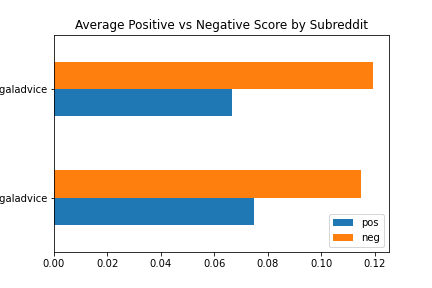 Average Positive vs Negative Score by Subreddit
galadvice
galadvice
pos
neg
0.00 0.02 0.04 0.06 0.08 0.10 0.12